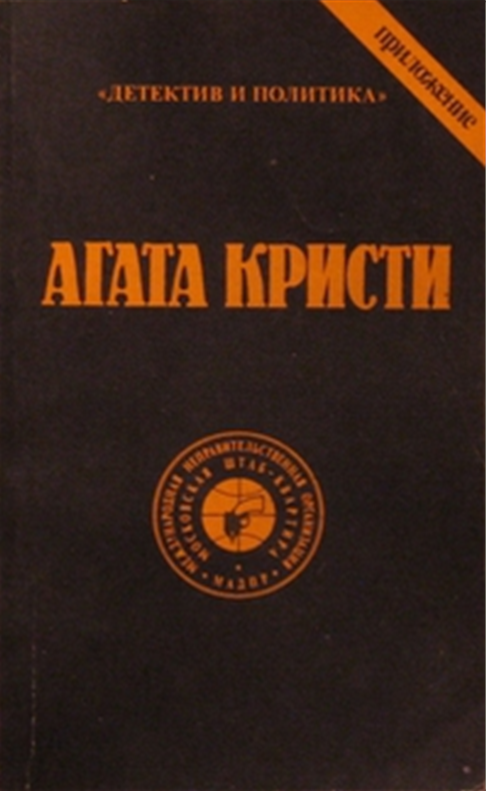 приложение
«ДЕТЕКТИВ И ПОЛИТИКА»
АГАТА КРИСТИ
МЕЖДУНАРОДНАЯ НЕПРАВИТЕЛЬСТВЕННАЯ ОРГАНИЗАЦИЯ
МОСКОВСКАЯ ШТАБ-КВАРТИРА
• МАДПР •